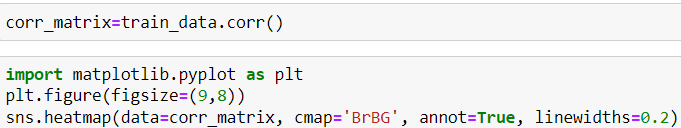 corr_matrix=train_data.corr()
import matplotlib.pyplot as plt
plt.figure(figsize=(9,8))
sns.heatmap(data=corr_matrix, cmap='BrBG', annot=True, linewidths=0.2)